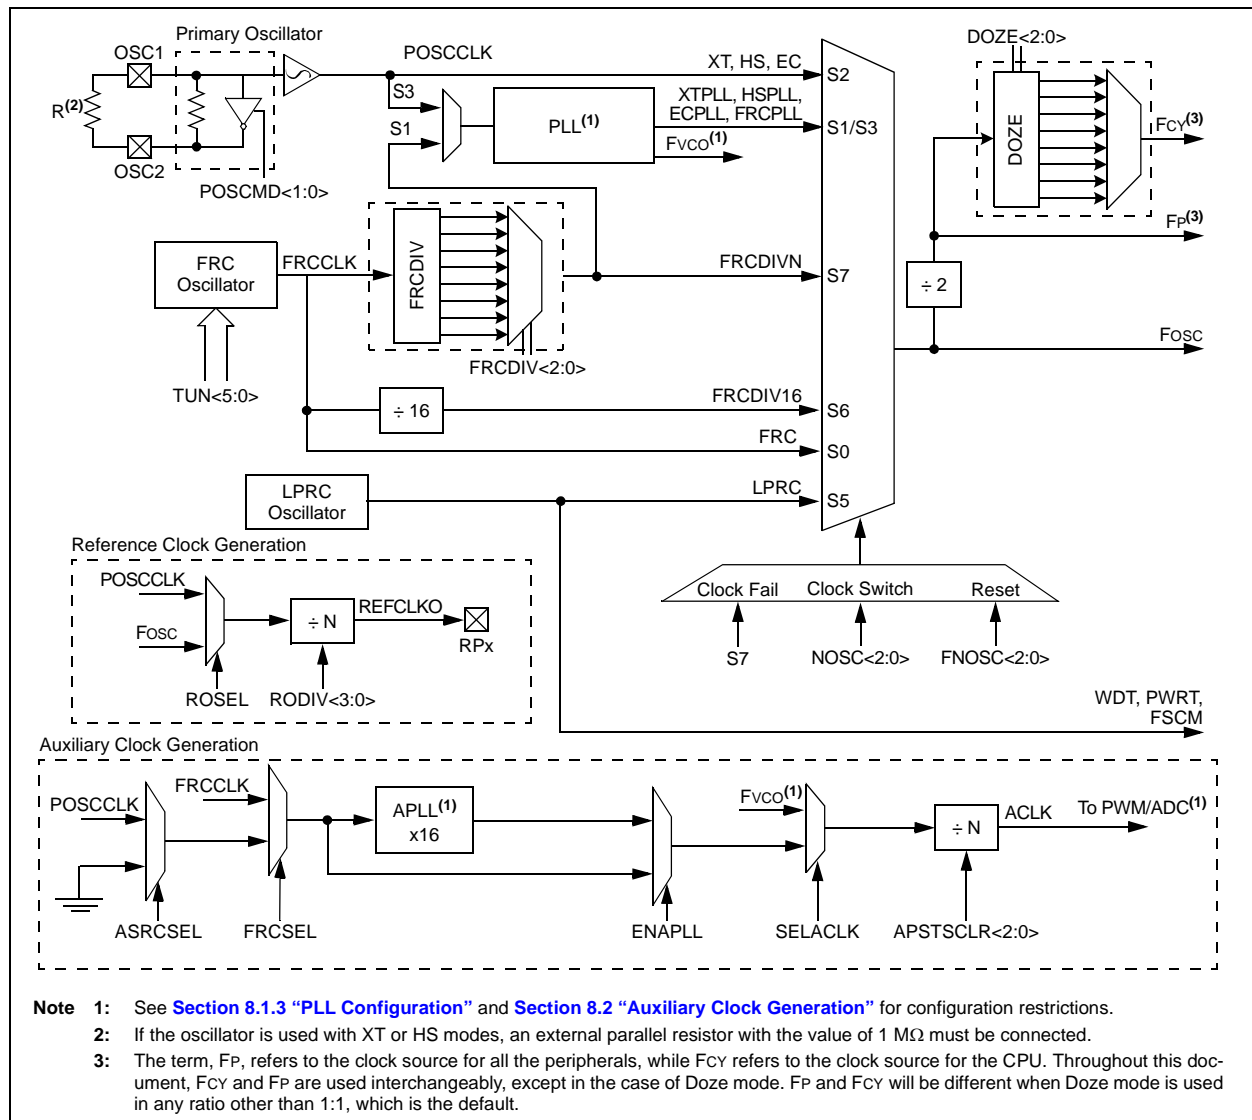 Primary Oscillator
DOZE<2:0>
OSC1
POSCCLK
XT, HS, EC
S2
R(2)
S3
XTPLL, HSPLL,
ECPLL, FRCPLL
PLL(1)
S1/S3
S1
FVCO(1)
DOZE
FCY(3)
OSC2
POSCMD<1:0>
FP(3)
FRC
Oscillator
FRCCLK
FRCDIV
FRCDIVN
S7
÷ 2
FOSC
FRCDIV<2:0>
TUN<5:0>
÷ 16
FRCDIV16
S6
FRC
S0
LPRC
Oscillator
LPRC
S5
Reference Clock Generation
POSCCLK
FOSC
÷ N
REFCLKO
RPx
ROSEL
RODIV<3:0>
Clock Fail
Clock Switch
Reset
S7
NOSC<2:0>
FNOSC<2:0>
WDT, PWRT,
FSCM
Auxiliary Clock Generation
FRCCLK
POSCCLK
APLL(1)
x16
FVCO(1)
÷ N
ACLK
To PWM/ADC(1)
ASRCSEL
FRCSEL
ENAPLL
SELACLK
APSTSCLR<2:0>
Note 1: See Section 8.1.3 “PLL Configuration” and Section 8.2 “Auxiliary Clock Generation” for configuration restrictions.
2: If the oscillator is used with XT or HS modes, an external parallel resistor with the value of 1 MΩ must be connected.
3: The term, FP, refers to the clock source for all the peripherals, while FCY refers to the clock source for the CPU. Throughout this doc-
ument, FCY and FP are used interchangeably, except in the case of Doze mode. FP and FCY will be different when Doze mode is used
in any ratio other than 1:1, which is the default.